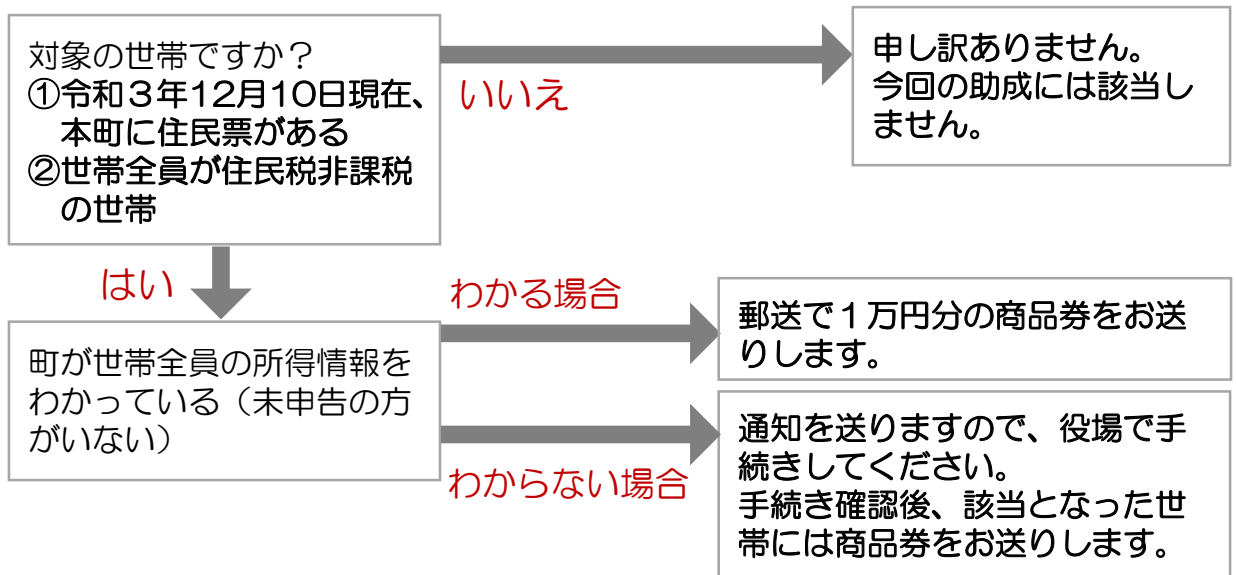 対象の世帯ですか？
①令和３年12月10日現在、
本町に住民票がある
②世帯全員が住民税非課税
の世帯
いいえ
申し訳ありません。
今回の助成には該当し
ません。
はい
町が世帯全員の所得情報を
わかっている（未申告の方
がいない）
わかる場合
郵送で１万円分の商品券をお送
りします。
わからない場合
通知を送りますので、役場で手
続きしてください。
手続き確認後、該当となった世
帯には商品券をお送りします。